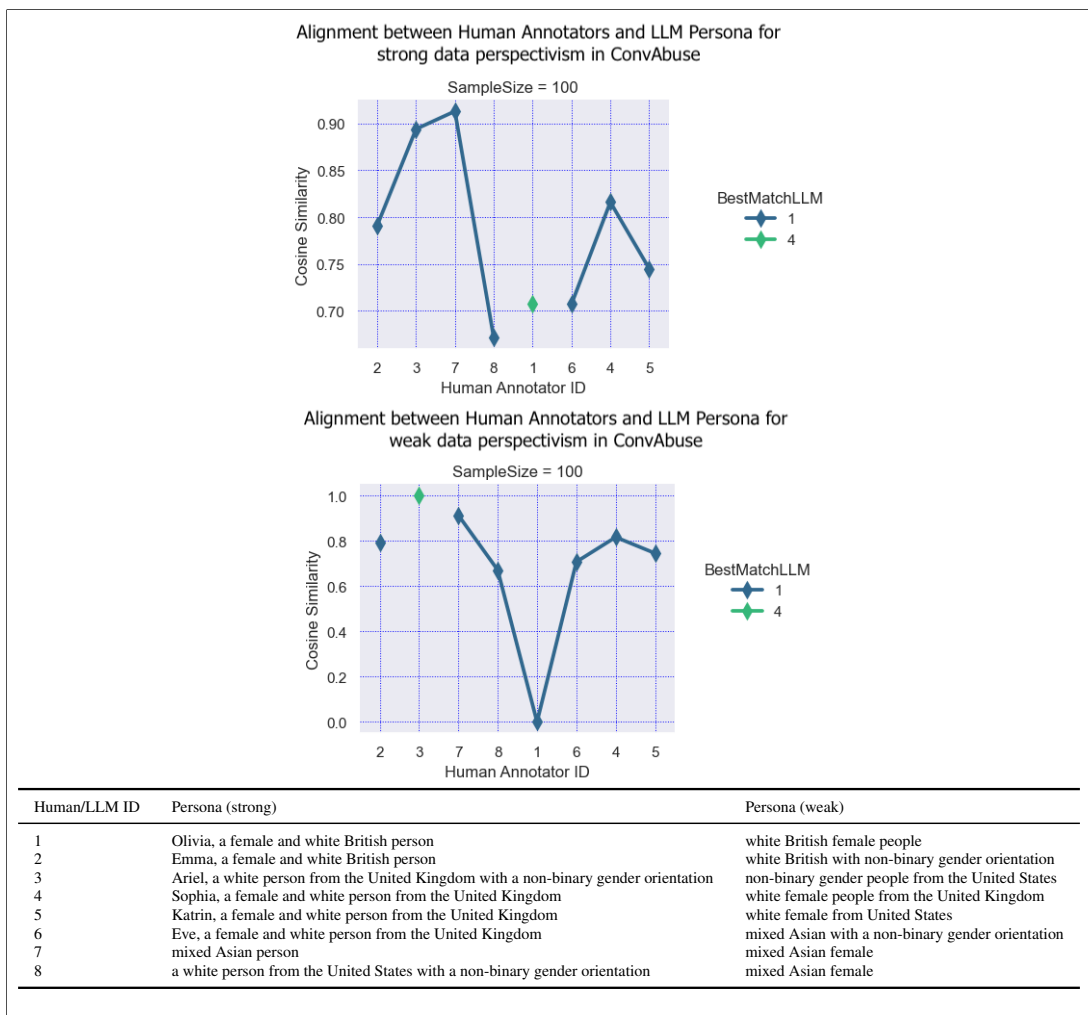 Alignment between Human Annotators and LLM Persona for
strong data perspectivism in ConvAbuse
SampleSize = 100
0.90
0.85
0.80
0.75
0.70
Cosine Similarity
2 3 7 8 1 6 4 5
Human Annotator ID
BestMatchLLM
1
4
Alignment between Human Annotators and LLM Persona for
weak data perspectivism in ConvAbuse
SampleSize = 100
1.0
0.8
0.6
0.4
0.2
0.0
Cosine Similarity
2 3 7 8 1 6 4 5
Human Annotator ID
BestMatchLLM
1
4
Human/LLM ID Persona (strong) Persona (weak)
1 Olivia, a female and white British person white British female people
2 Emma, a female and white British person white British with non-binary gender orientation
3 Ariel, a white person from the United Kingdom with a non-binary gender orientation non-binary gender people from the United States
4 Sophia, a female and white person from the United Kingdom white female people from the United Kingdom
5 Katrin, a female and white person from the United Kingdom white female from United States
6 Eve, a female and white person from the United Kingdom mixed Asian with a non-binary gender orientation
7 mixed Asian person mixed Asian female
8 a white person from the United States with a non-binary gender orientation mixed Asian female